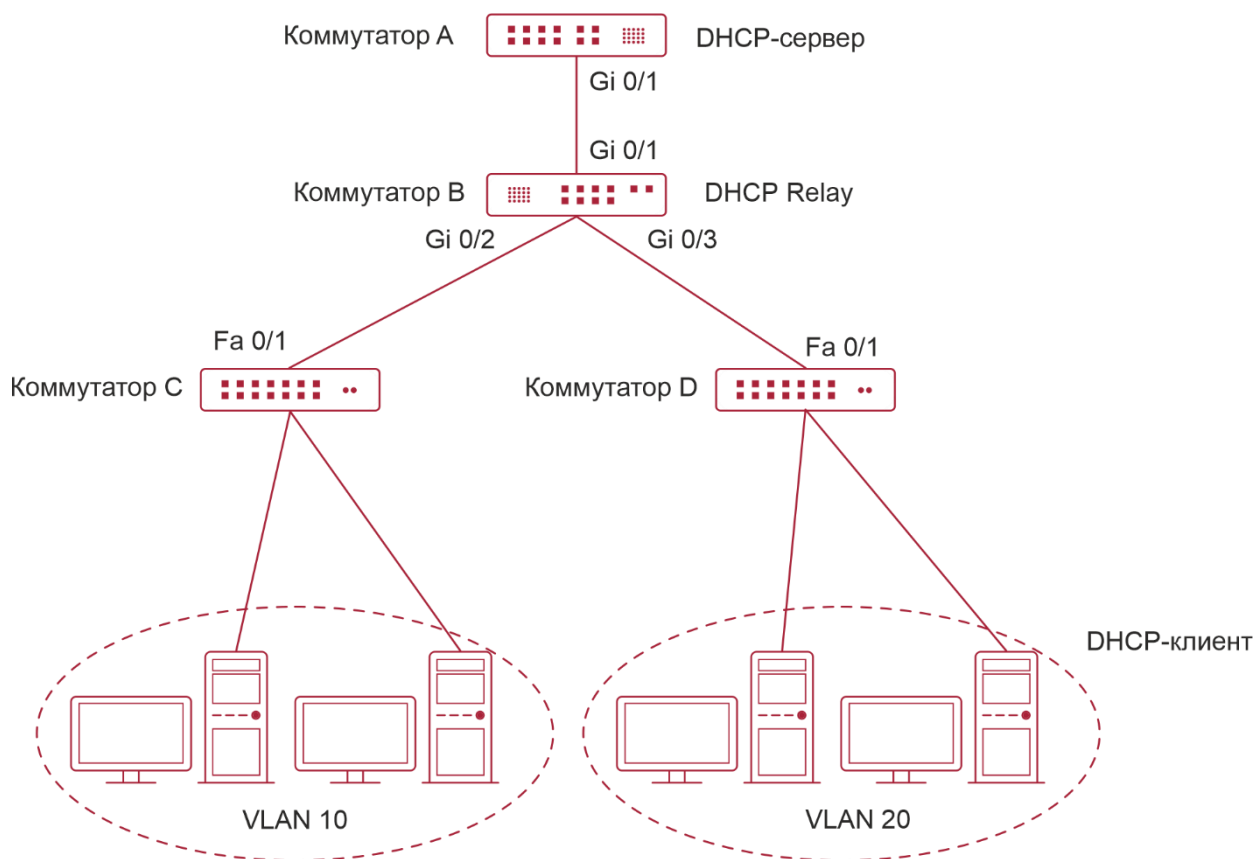 Коммутатор A
DHCP-сервер
Gi 0/1
Gi 0/1
Коммутатор B
DHCP Relay
Gi 0/2
Gi 0/3
Fa 0/1
Fa 0/1
Коммутатор C
Коммутатор D
DHCP-клиент
VLAN 10
VLAN 20